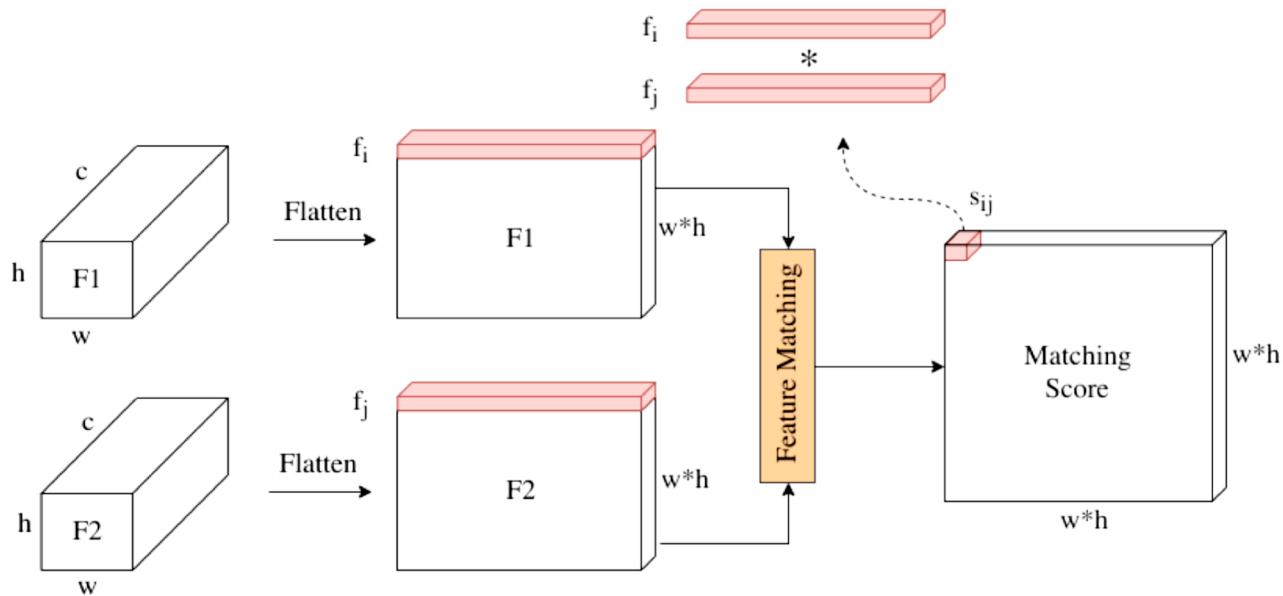 fi
*
fj
c
h
F1
w
Flatten
fi
F1
w*h
c
h
F2
w
Flatten
fj
F2
w*h
Feature Matching
sij
Matching
Score
w*h
w*h